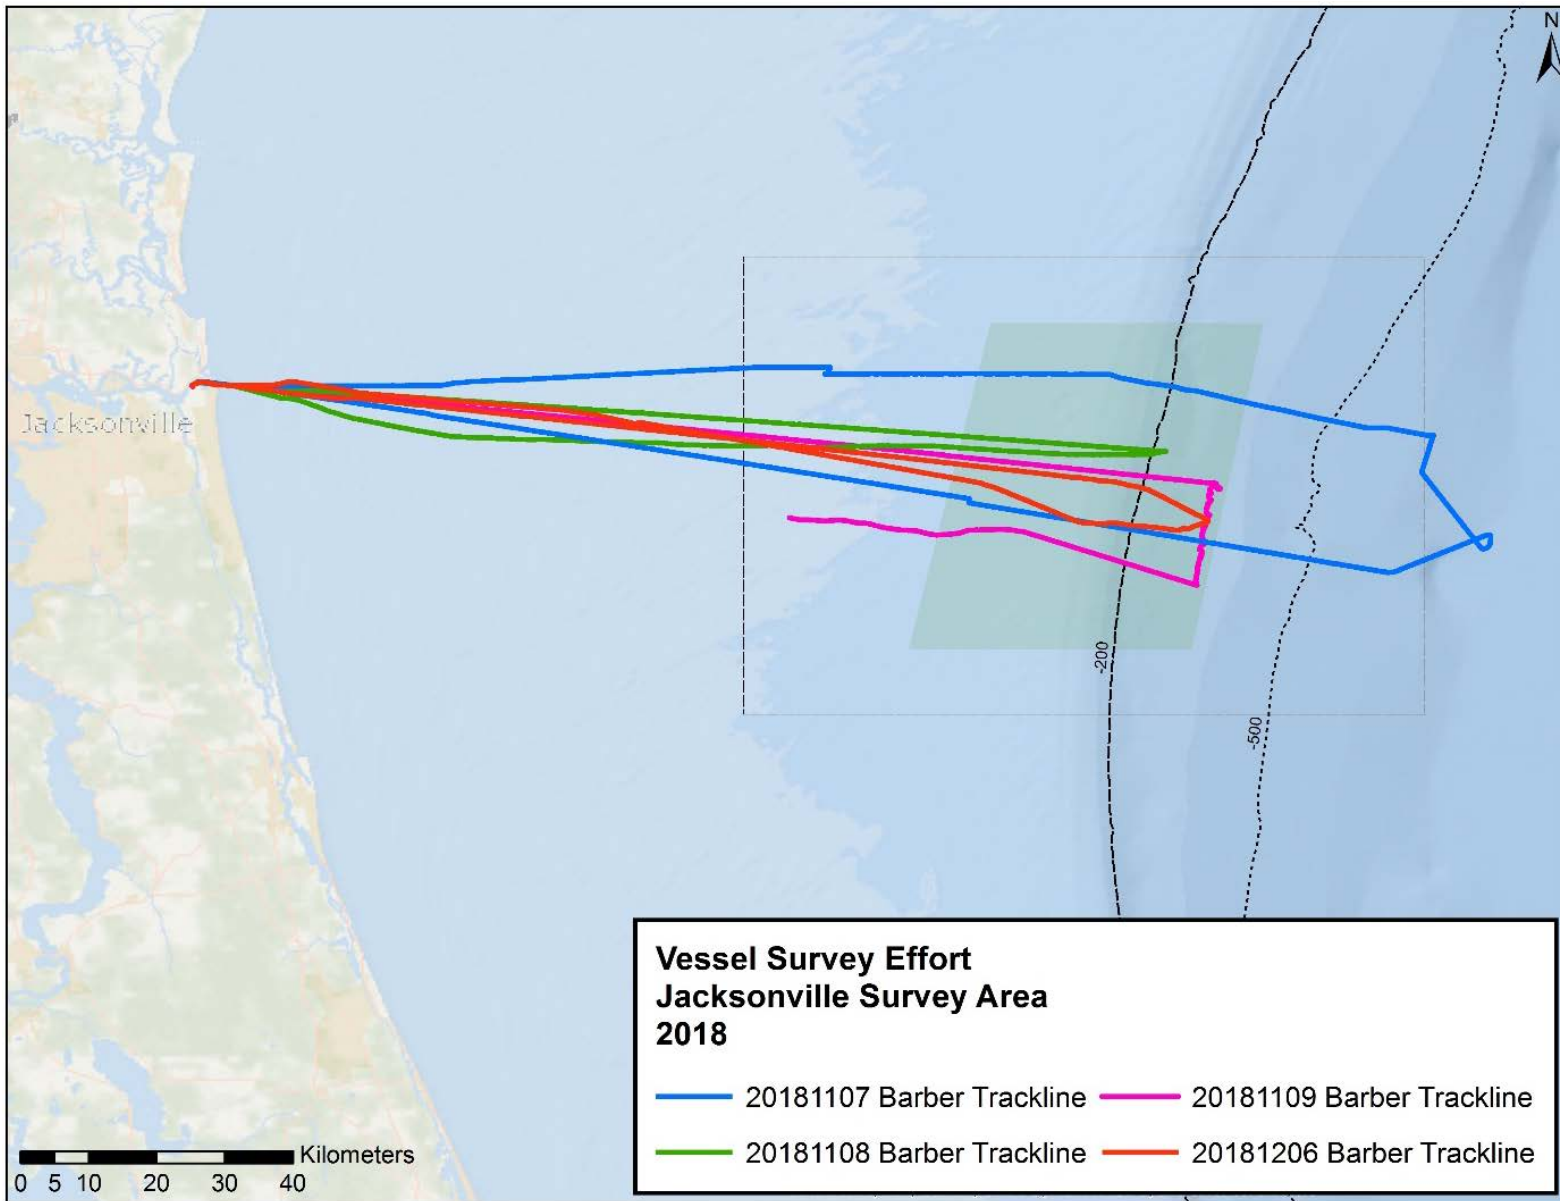 N
Jacksonville
-200
-500
Vessel Survey Effort
Jacksonville Survey Area
2018
20181107 Barber Trackline
20181109 Barber Trackline
20181108 Barber Trackline
20181206 Barber Trackline
Kilometers
0 5 10 20 30 40